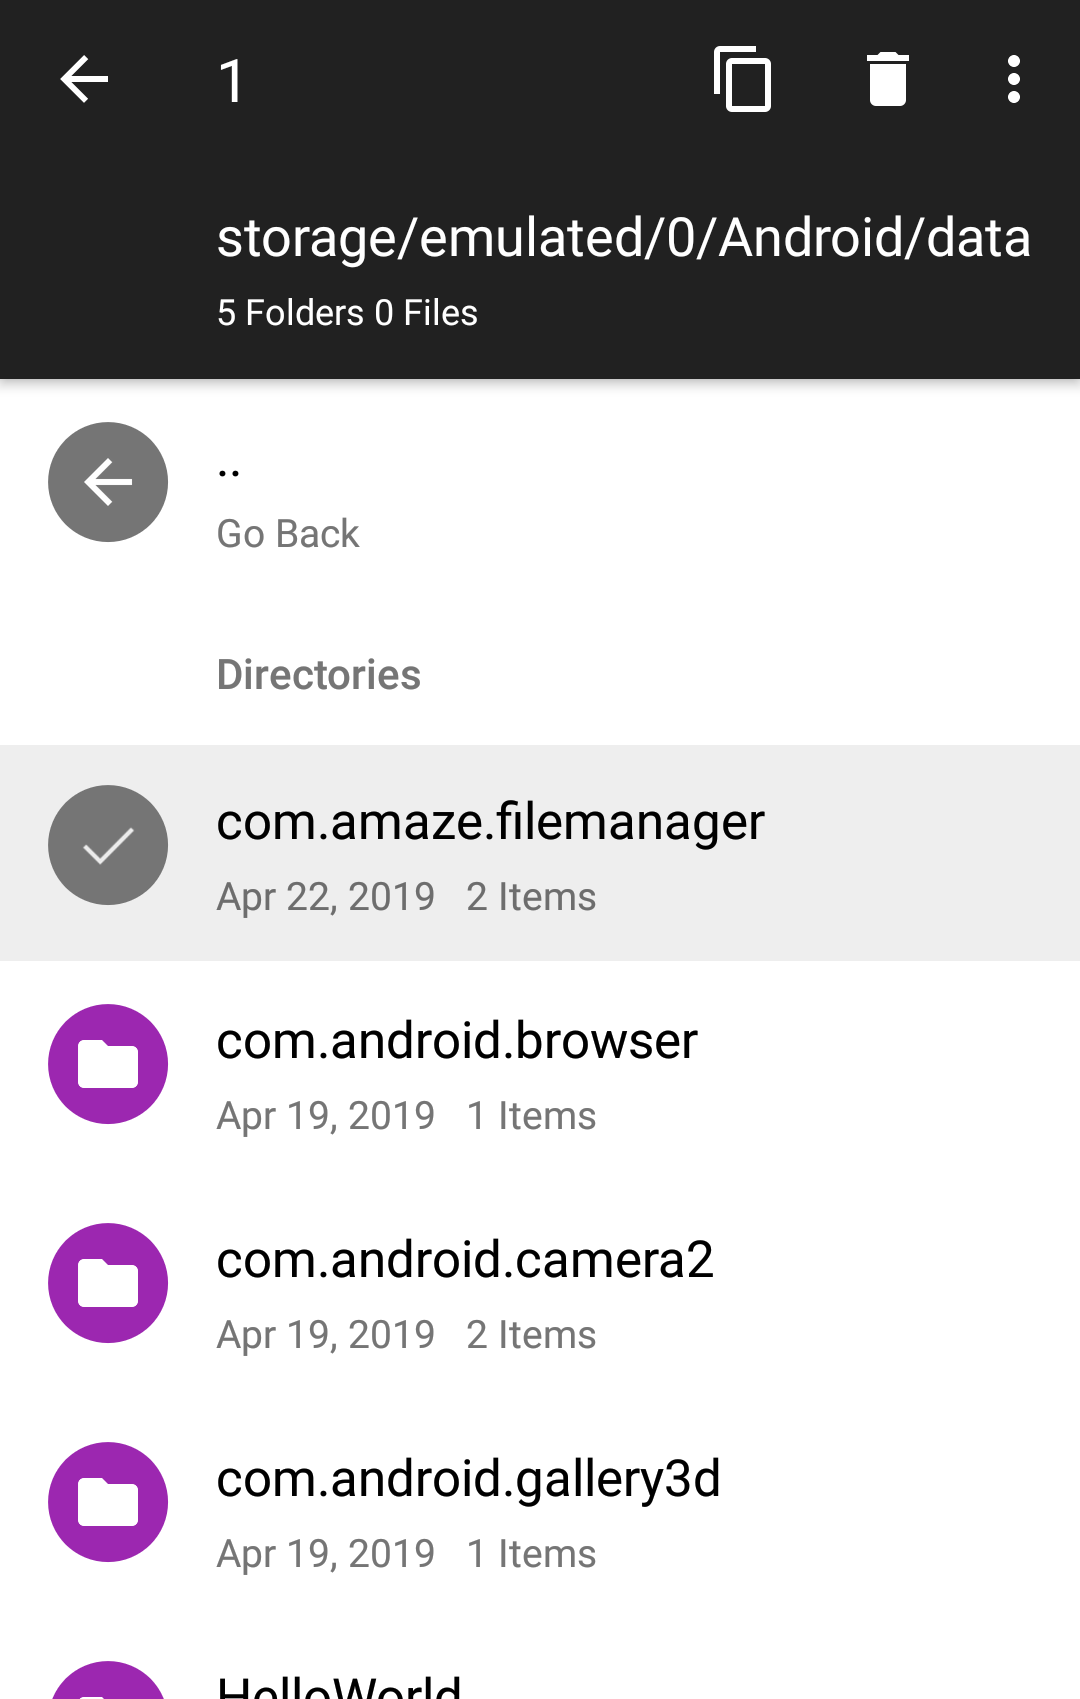 1
storage/emulated/0/Android/data
5 Folders 0 Files
..
Go Back
Directories
com.amaze.filemanager
Apr 22, 2019 2 Items
com.android.browser
Apr 19, 2019 1 Items
com.android.camera2
Apr 19, 2019 2 Items
com.android.gallery3d
Apr 19, 2019 1 Items
HelloWorld